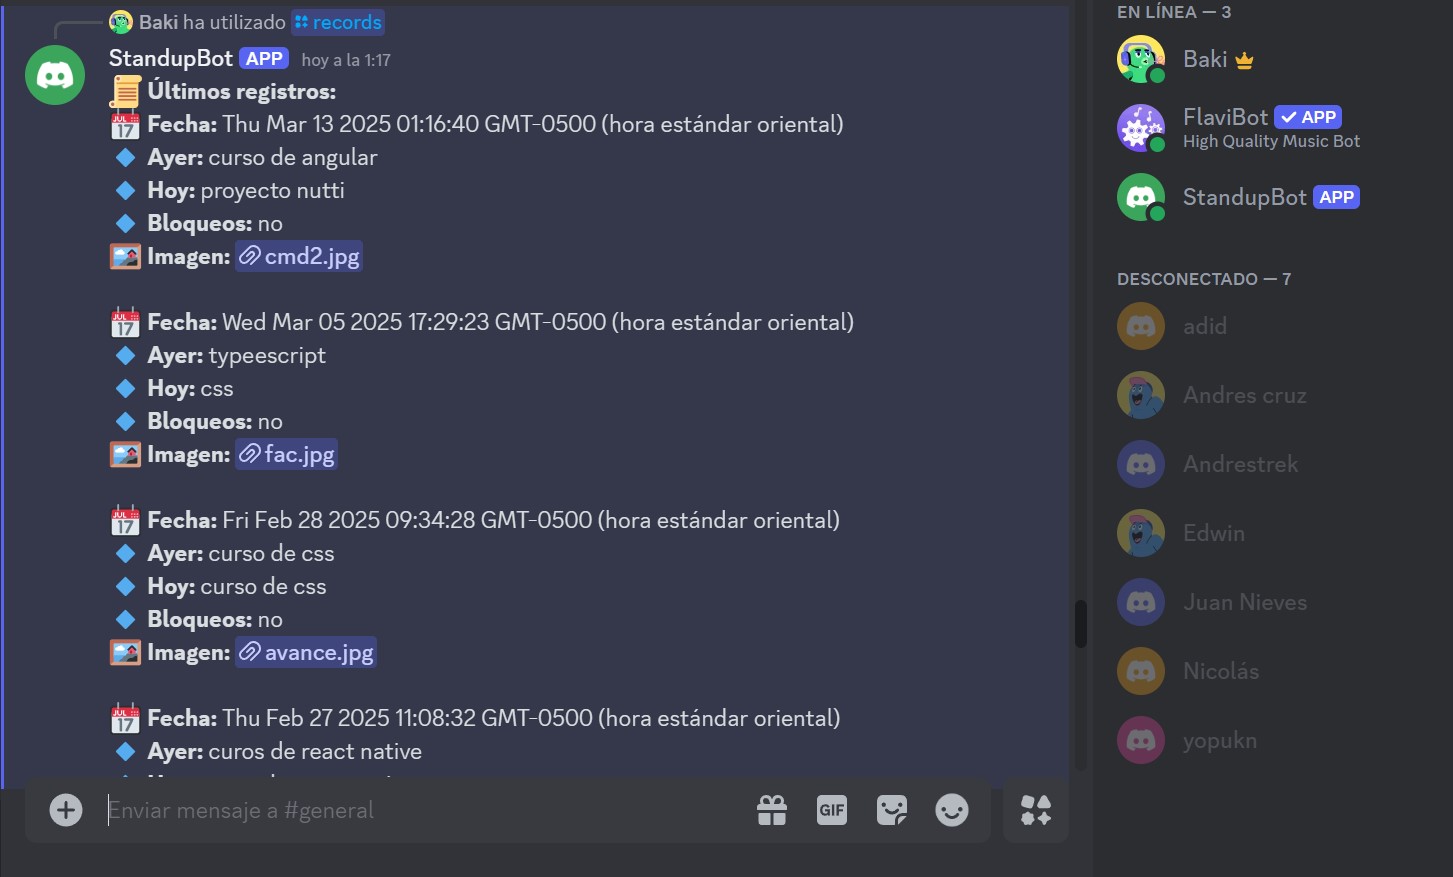 Baki ha utilizado records
StandupBot APP hoy a la 1:17
Últimos registros:
JUL 17 Fecha: Thu Mar 13 2025 01:16:40 GMT-0500 (hora estándar oriental)
Ayer: curso de angular
Hoy: proyecto nutti
Bloqueos: no
Imagen: cmd2.jpg
JUL 17 Fecha: Wed Mar 05 2025 17:29:23 GMT-0500 (hora estándar oriental)
Ayer: typeescript
Hoy: css
Bloqueos: no
Imagen: fac.jpg
JUL 17 Fecha: Fri Feb 28 2025 09:34:28 GMT-0500 (hora estándar oriental)
Ayer: curso de css
Hoy: curso de css
Bloqueos: no
Imagen: avance.jpg
JUL 17 Fecha: Thu Feb 27 2025 11:08:32 GMT-0500 (hora estándar oriental)
Ayer: curos de react native
Enviar mensaje a #general
GIF
EN LÍNEA — 3
Baki
FlaviBot APP
High Quality Music Bot
StandupBot APP
DESCONECTADO — 7
adid
Andres cruz
Andrestrek
Edwin
Juan Nieves
Nicolás
yopukn